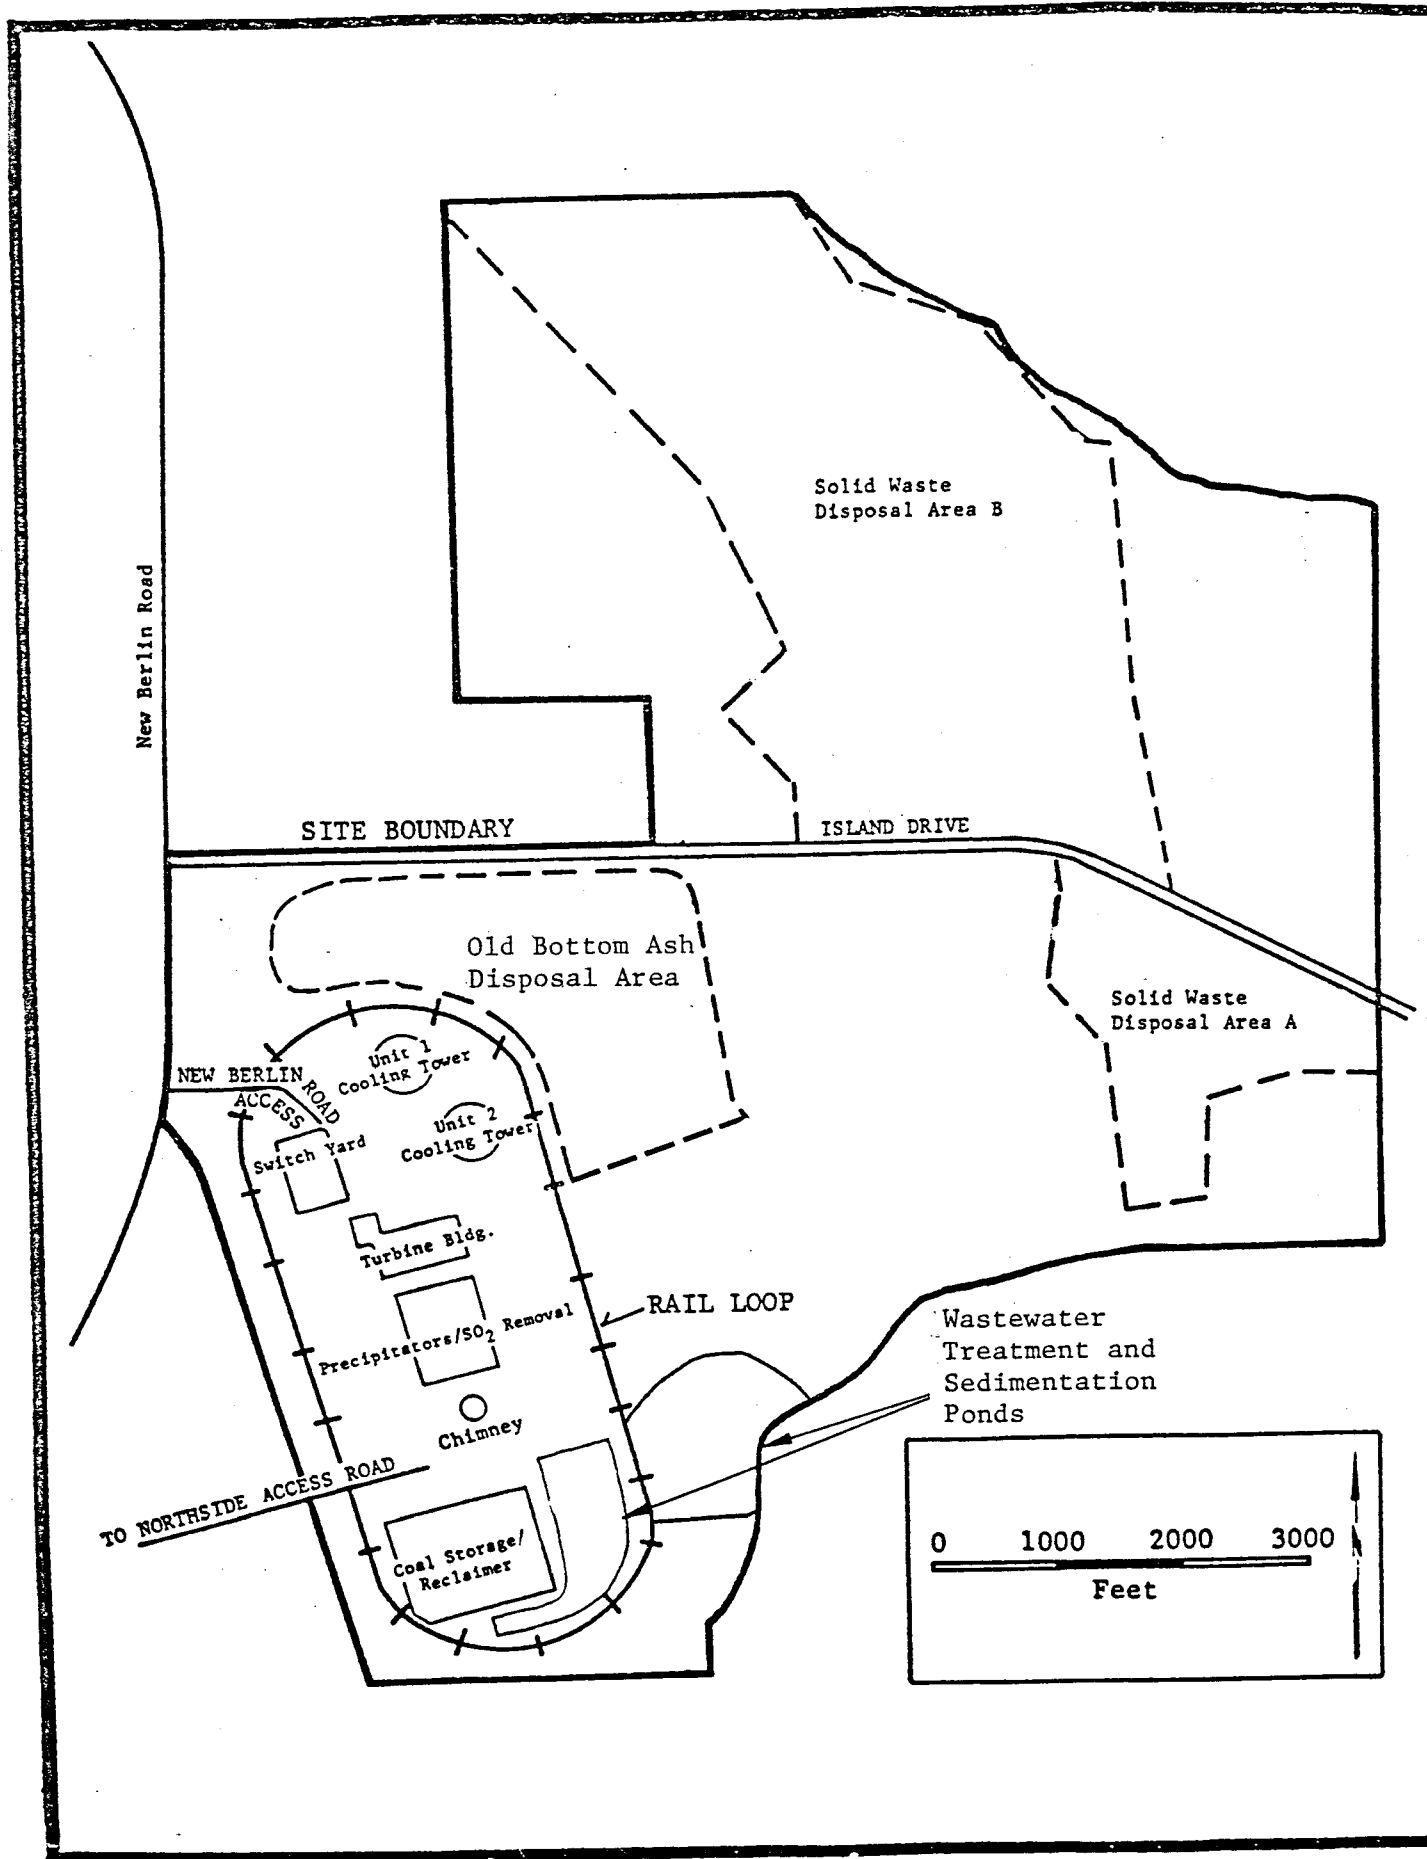 Solid Waste
Disposal Area B
New Berlin Road
SITE BOUNDARY
ISLAND DRIVE
Old Bottom Ash
Disposal Area
Solid Waste
Disposal Area A
Unit 1
Cooling Tower
NEW BERLIN
ROAD
ACCESS
Unit 2
Cooling Tower
Switch Yard
Turbine Bldg.
RAIL LOOP
Precipitators/SO2 Removal
Wastewater
Treatment and
Sedimentation
Ponds
Chimney
TO NORTHSIDE ACCESS ROAD
Coal Storage/
Reclaimer
0 1000 2000 3000
Feet